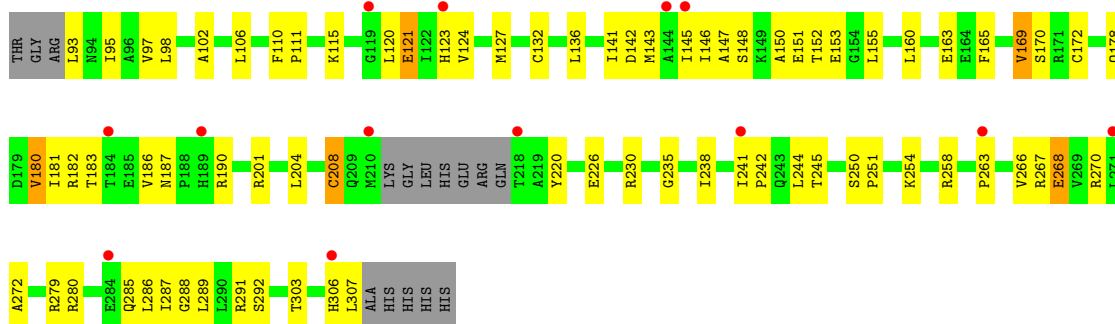 THR GLY ARG L93 N94 I95 A96 V97 L98 A102 L106 F110 P111 K115 G119 L120 E121 I122 H123 V124 M127 C132 L136 I141 D142 M143 A144 I145 I146 A147 S148 K149 A150 E151 T152 E153 G154 L155 L160 E163 E164 F165 V169 S170 R171 C172
D179 V180 I181 R182 T183 T184 E185 V186 N187 P188 H189 R190 R201 L204 C208 Q209 M210 LYS GLY LEU HIS GLU ARG GLN T218 A219 Y220 E226 R230 G235 I238 I241 P242 Q243 L244 T245 S250 P251 K254 R258 P263 V266 R267 E268 V269 R270 L271
A272 R279 R280 E284 Q285 L286 I287 G288 L289 L290 R291 S292 T303 H306 L307 ALA HIS HIS HIS HIS